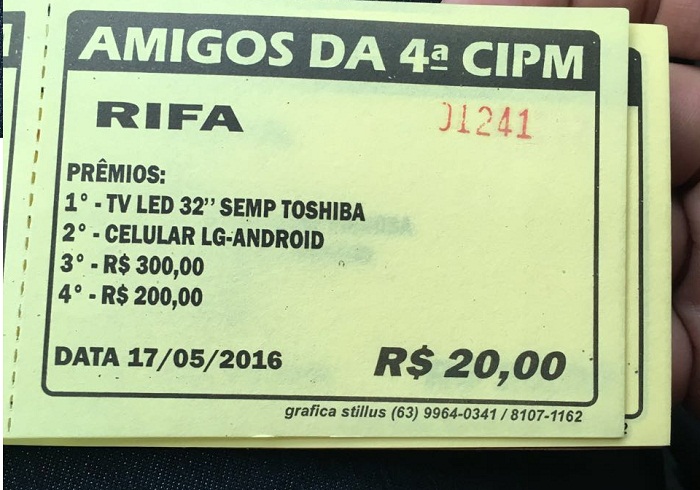 AMIGOS DA 4ª CIPM
RIFA
01241
PRÊMIOS:
1° - TV LED 32’’ SEMP TOSHIBA
2° - CELULAR LG-ANDROID
3° - R$ 300,00
4° - R$ 200,00
DATA 17/05/2016
R$ 20,00
grafica stillus (63) 9964-0341 / 8107-1162